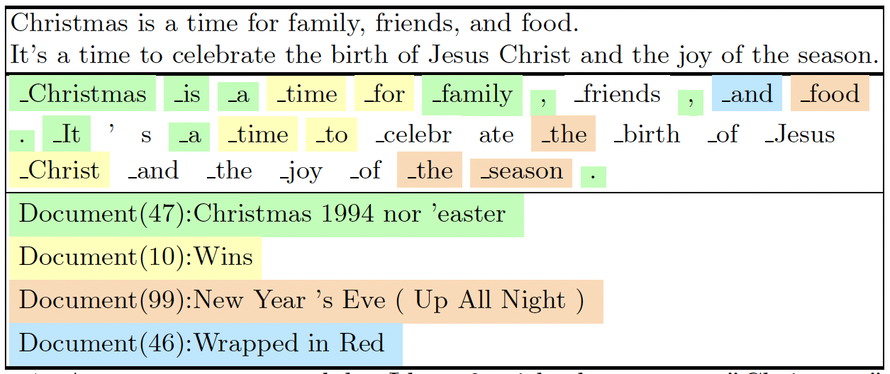 Christmas is a time for family, friends, and food.
It's a time to celebrate the birth of Jesus Christ and the joy of the season.
_Christmas _is _a _time _for _family , _friends , _and _food
. _It ' s _a _time _to _celebr ate _the _birth _of _Jesus
_Christ _and _the _joy _of _the _season .
Document(47):Christmas 1994 nor 'easter
Document(10):Wins
Document(99):New Year 's Eve ( Up All Night )
Document(46):Wrapped in Red